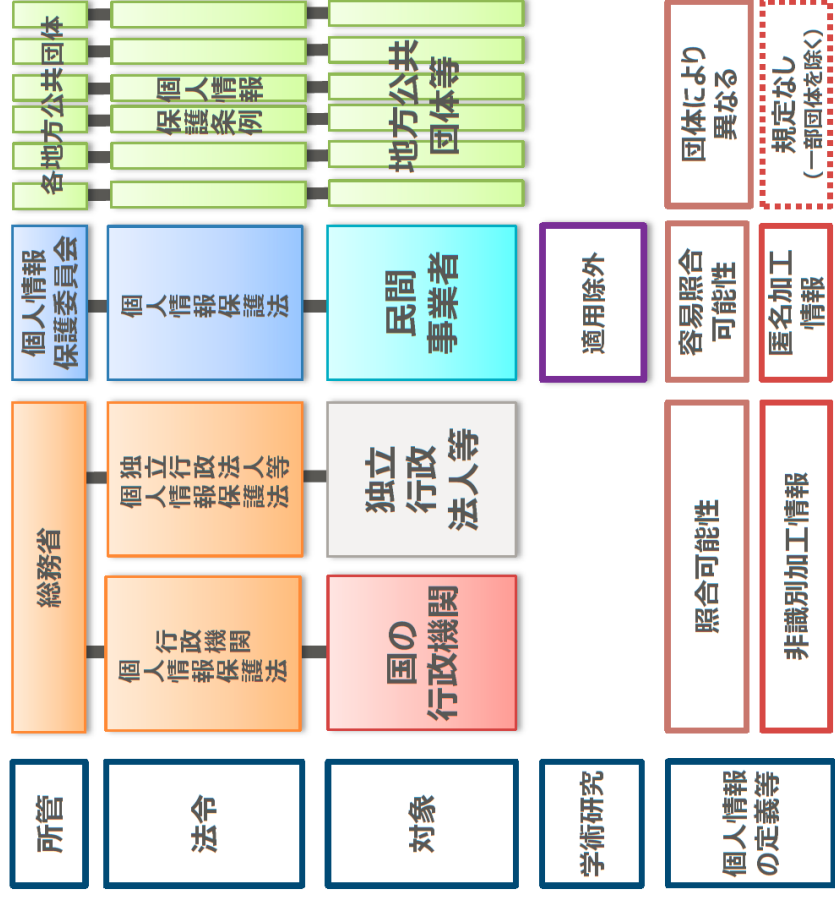 所管
総務省
個人情報
保護委員会
各地方公共団体
法令
行政機関
個人情報保護法
独立行政法人等
個人情報保護法
個人情報保護法
個人情報
保護条例
対象
国の
行政機関
独立
行政
法人等
民間
事業者
地方公共
団体等
学術研究
適用除外
個人情報
の定義等
照合可能性
容易照合
可能性
団体により
異なる
非識別加工情報
匿名加工
情報
規定なし
(一部団体を除く)